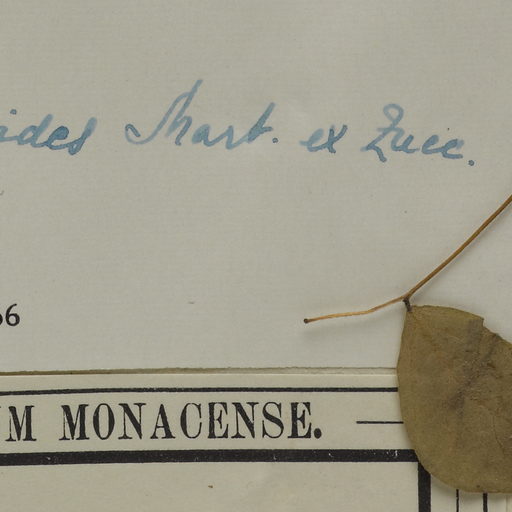 ides Mart. ex Zucc.
66
UM MONACENSE.